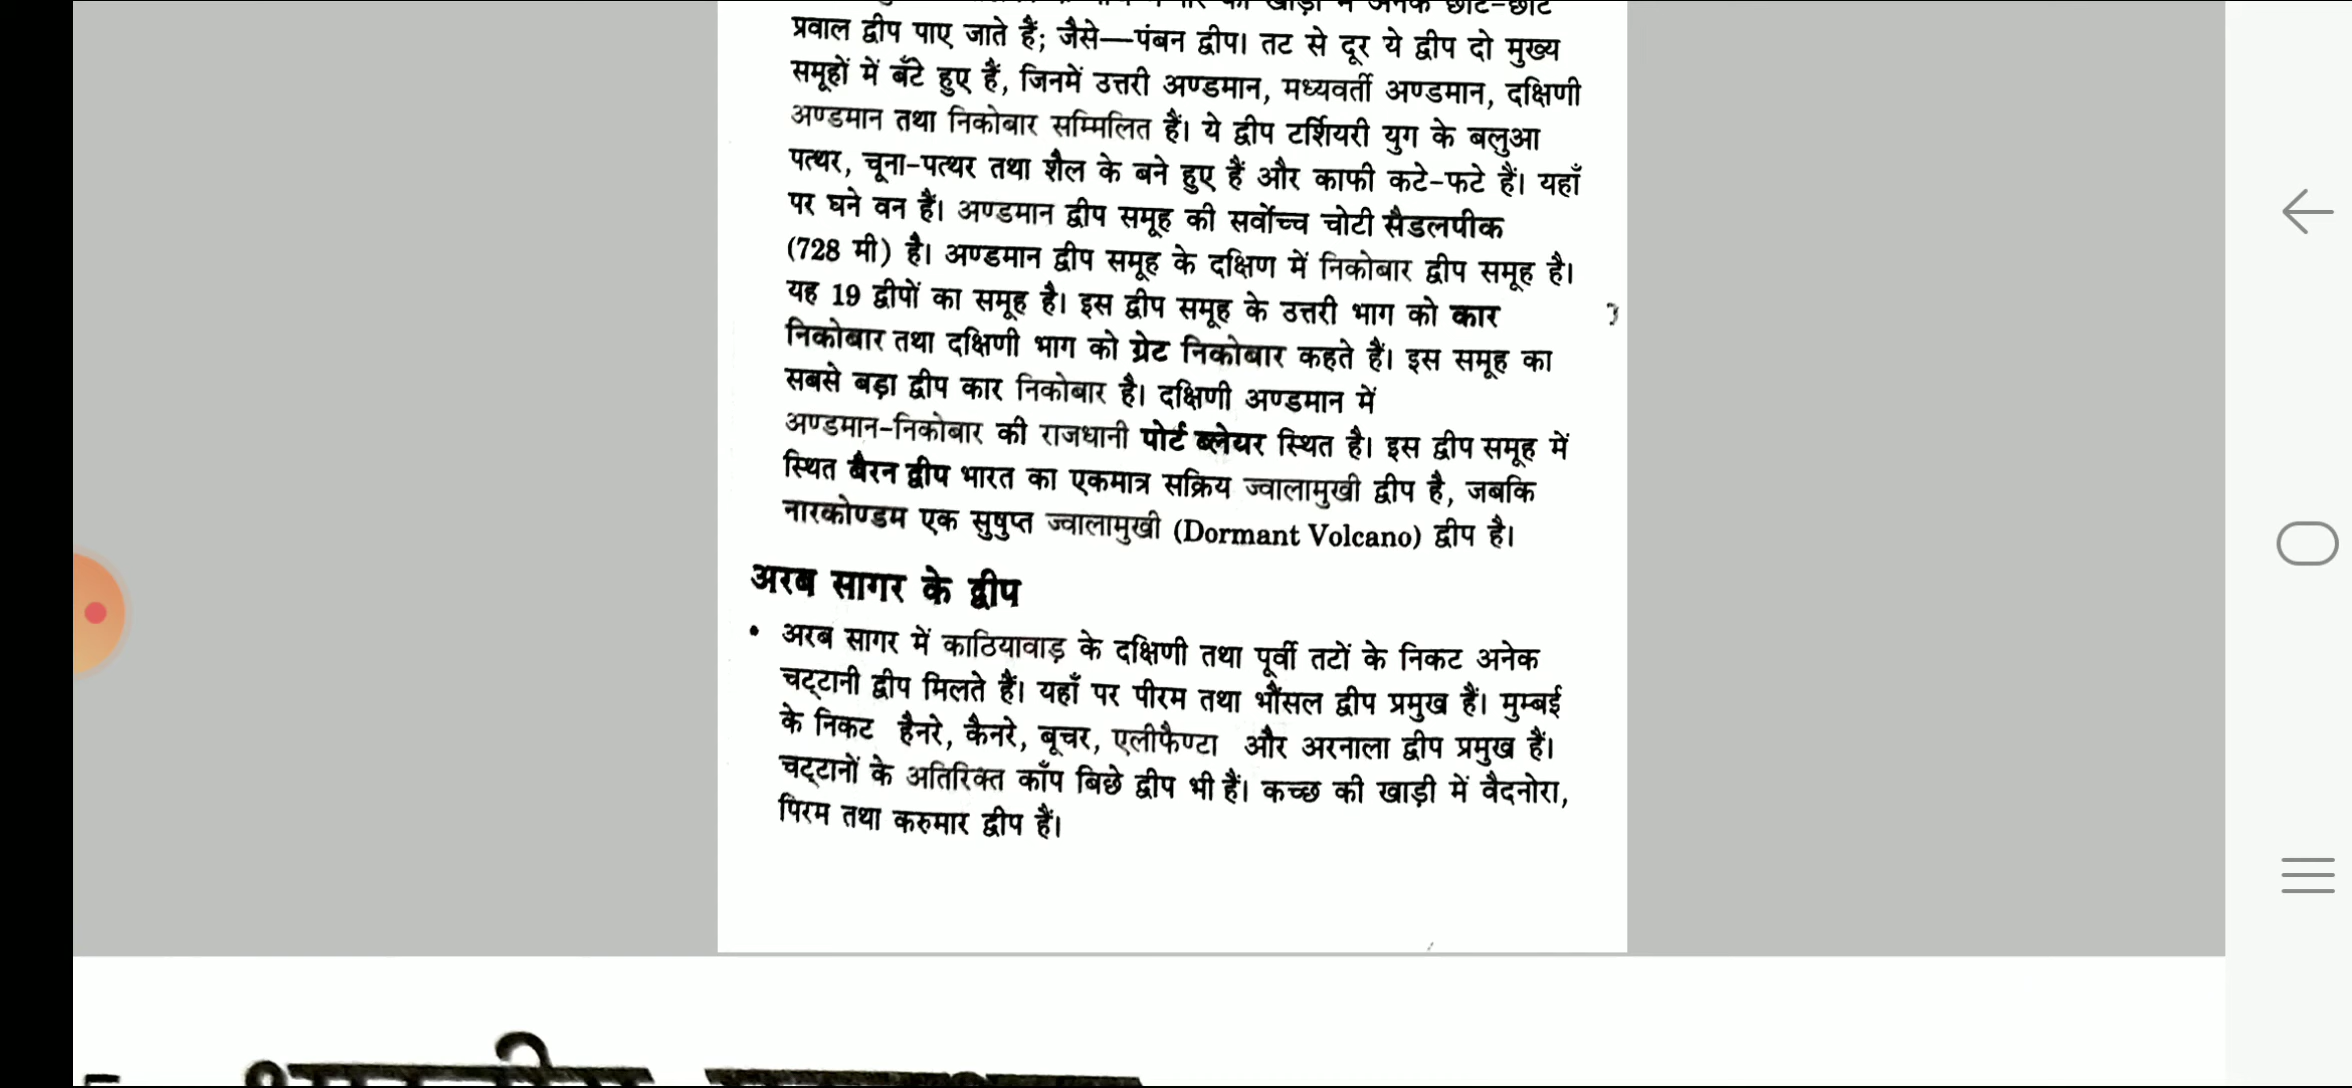 प्रवाल द्वीप पाए जाते हैं; जैसे—पंबन द्वीप। तट से दूर ये द्वीप दो मुख्य
समूहों में बँटे हुए हैं, जिनमें उत्तरी अण्डमान, मध्यवर्ती अण्डमान, दक्षिणी
अण्डमान तथा निकोबार सम्मिलित हैं। ये द्वीप टर्शियरी युग के बलुआ
पत्थर, चूना-पत्थर तथा शैल के बने हुए हैं और काफी कटे-फटे हैं। यहाँ
पर घने वन हैं। अण्डमान द्वीप समूह की सर्वोच्च चोटी सैडलपीक
(728 मी) है। अण्डमान द्वीप समूह के दक्षिण में निकोबार द्वीप समूह है।
यह 19 द्वीपों का समूह है। इस द्वीप समूह के उत्तरी भाग को कार
निकोबार तथा दक्षिणी भाग को ग्रेट निकोबार कहते हैं। इस समूह का
सबसे बड़ा द्वीप कार निकोबार है। दक्षिणी अण्डमान में
अण्डमान-निकोबार की राजधानी पोर्ट ब्लेयर स्थित है। इस द्वीप समूह में
स्थित बैरन द्वीप भारत का एकमात्र सक्रिय ज्वालामुखी द्वीप है, जबकि
नारकोण्डम एक सुषुप्त ज्वालामुखी (Dormant Volcano) द्वीप है।
अरब सागर के द्वीप
• अरब सागर में काठियावाड़ के दक्षिणी तथा पूर्वी तटों के निकट अनेक
चट्टानी द्वीप मिलते हैं। यहाँ पर पीरम तथा भौंसल द्वीप प्रमुख हैं। मुम्बई
के निकट हैनरे, कैनरे, बूचर, एलीफैण्टा और अरनाला द्वीप प्रमुख हैं।
चट्टानों के अतिरिक्त काँप बिछे द्वीप भी हैं। कच्छ की खाड़ी में वैदनोरा,
पिरम तथा करुमार द्वीप हैं।